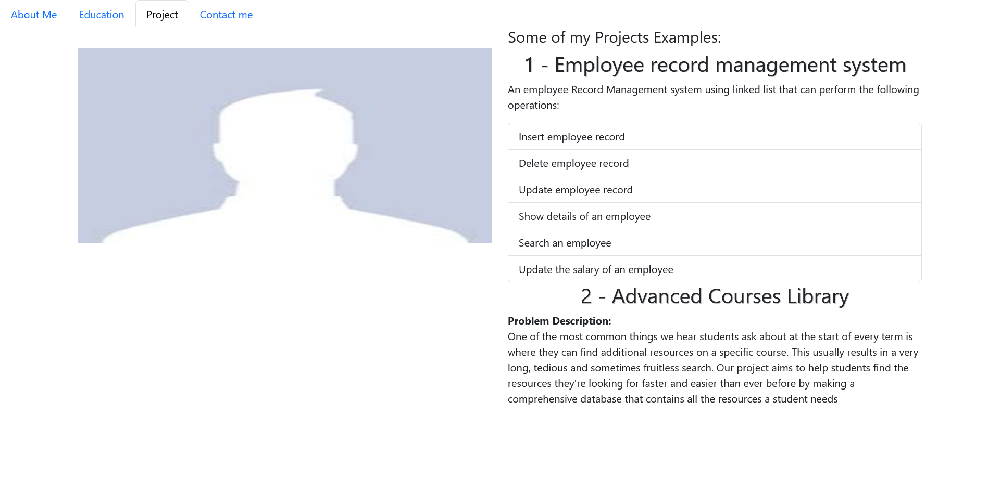 About Me Education Project Contact me
Some of my Projects Examples:
1 - Employee record management system
An employee Record Management system using linked list that can perform the following
operations:
Insert employee record
Delete employee record
Update employee record
Show details of an employee
Search an employee
Update the salary of an employee
2 - Advanced Courses Library
Problem Description:
One of the most common things we hear students ask about at the start of every term is
where they can find additional resources on a specific course. This usually results in a very
long, tedious and sometimes fruitless search. Our project aims to help students find the
resources they're looking for faster and easier than ever before by making a
comprehensive database that contains all the resources a student needs